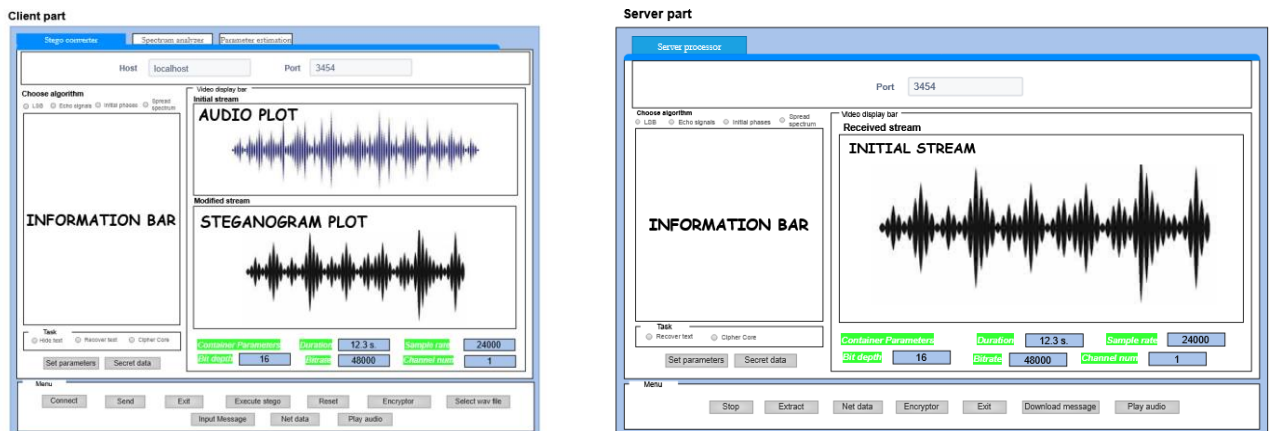 Client part
Stego converter
Spectrum analyzer
Parameter estimation
Host localhost Port 3454
Choose algorithm
LSB Echo signals Initial phases Spread spectrum
INFORMATION BAR
Video display bar
Initial stream
AUDIO PLOT
Modified stream
STEGANOGRAM PLOT
Task
Hide text Recover text Cipher Core
Set parameters Secret data
Container Parameters Duration 12.3 s. Sample rate 24000
Bit depth 16 Bitrate 48000 Channel num 1
Menu
Connect Send Exit Execute stego Reset Encryptor Select wav file
Input Message Net data Play audio
Server part
Server processor
Port 3454
Choose algorithm
LSB Echo signals Initial phases Spread spectrum
INFORMATION BAR
Video display bar
Received stream
INITIAL STREAM
Task
Recover text Cipher Core
Set parameters Secret data
Container Parameters Duration 12.3 s. Sample rate 24000
Bit depth 16 Bitrate 48000 Channel num 1
Menu
Stop Extract Net data Encryptor Exit Download message Play audio